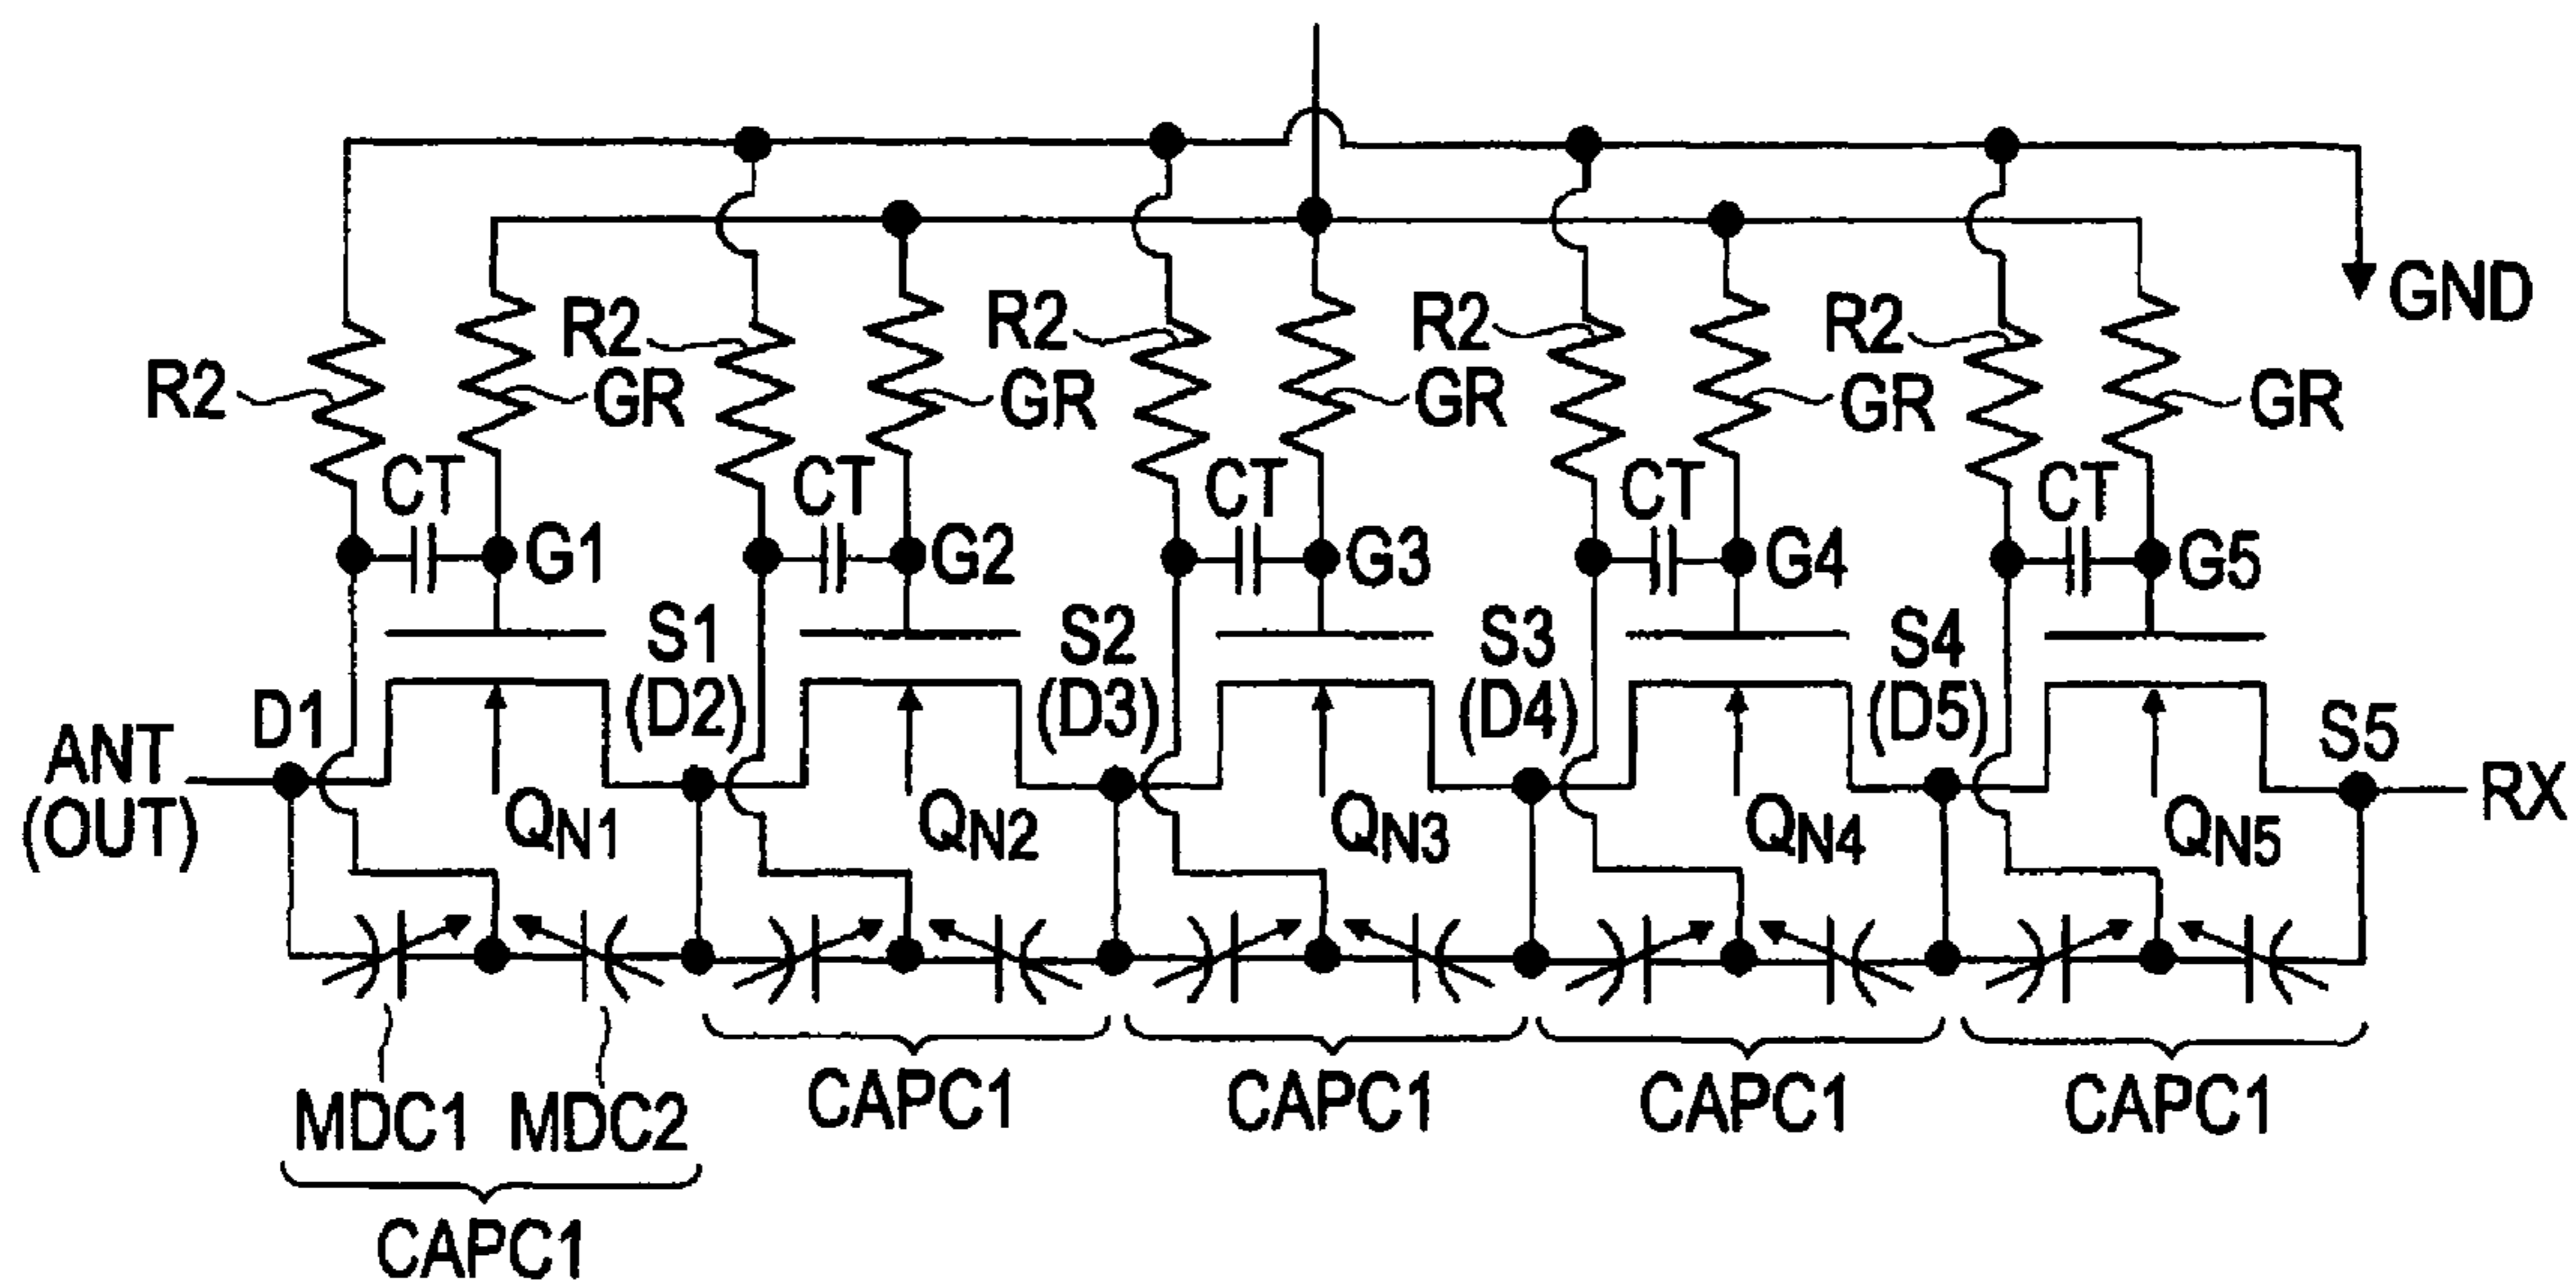 GND
R2
R2
R2
R2
R2
GR
GR
GR
GR
GR
CT
CT
CT
CT
CT
G1
G2
G3
G4
G5
S1
(D2)
S2
(D3)
S3
(D4)
S4
(D5)
D1
S5
ANT
(OUT)
RX
QN1
QN2
QN3
QN4
QN5
MDC1
MDC2
CAPC1
CAPC1
CAPC1
CAPC1
CAPC1